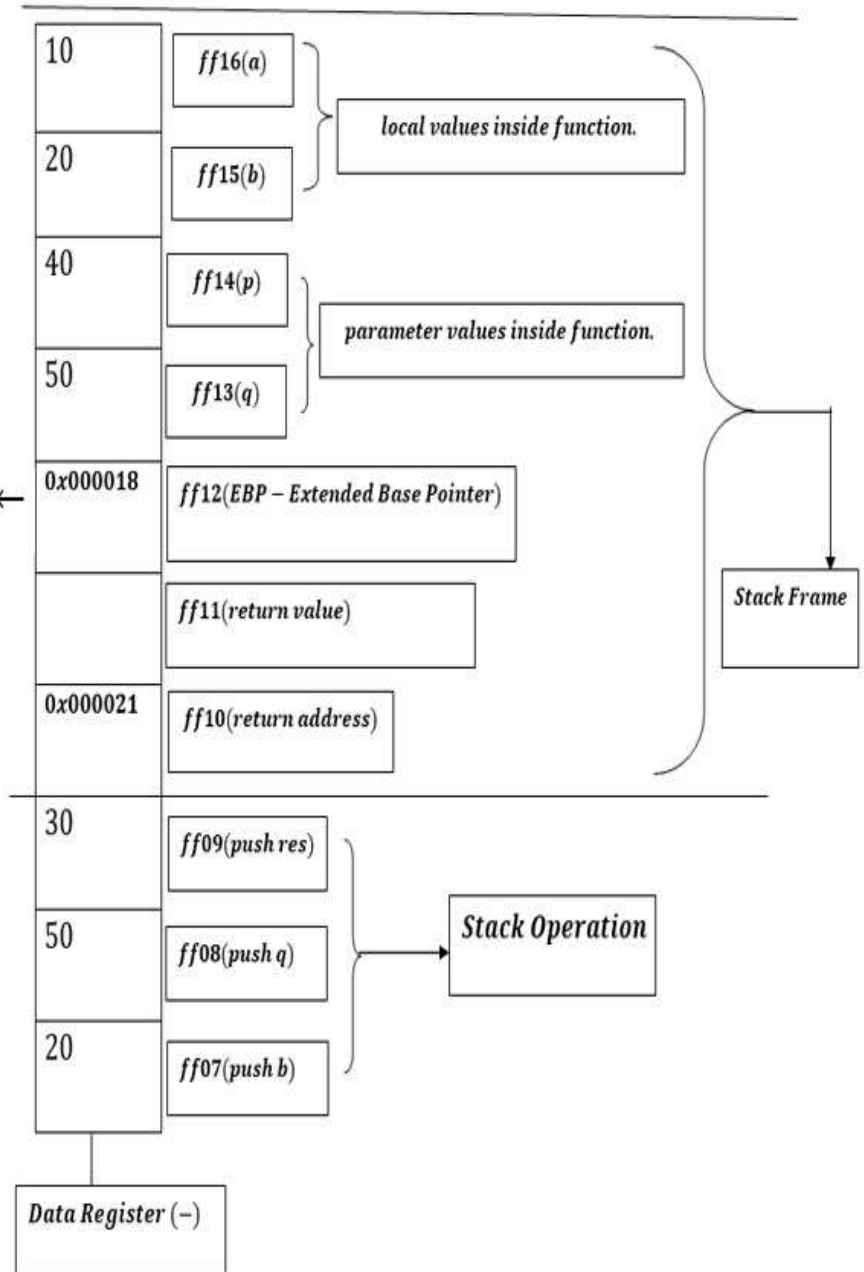 10
ff16(a)
local values inside function.
20
ff15(b)
40
ff14(p)
parameter values inside function.
50
ff13(q)
0x000018
ff12(EBP − Extended Base Pointer)
ff11(return value)
Stack Frame
0x000021
ff10(return address)
30
ff09(push res)
50
ff08(push q)
Stack Operation
20
ff07(push b)
Data Register (−)